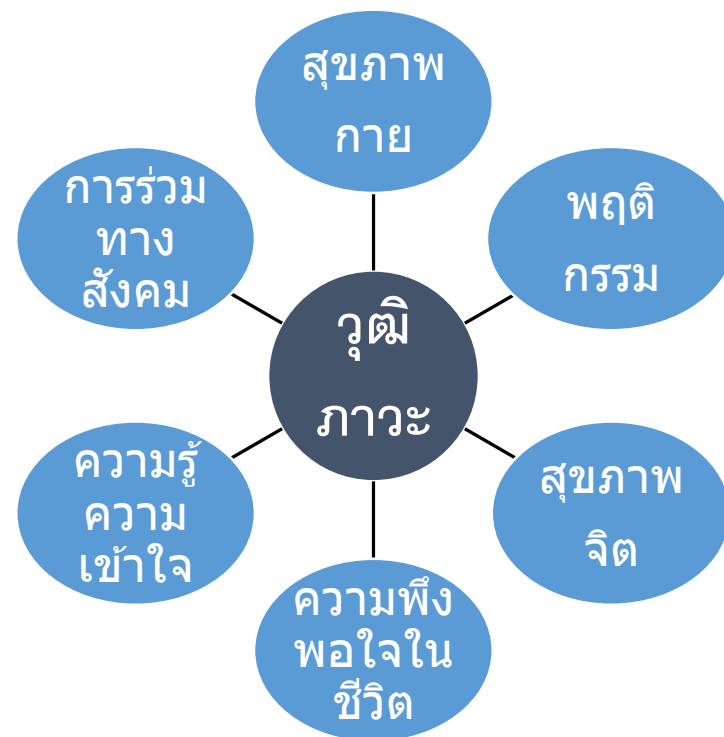 สุขภาพ
กาย
พฤติ
กรรม
สุขภาพ
จิต
ความพึง
พอใจใน
ชีวิต
ความรู้
ความ
เข้าใจ
การร่วม
ทาง
สังคม
วุฒิ
ภาวะ